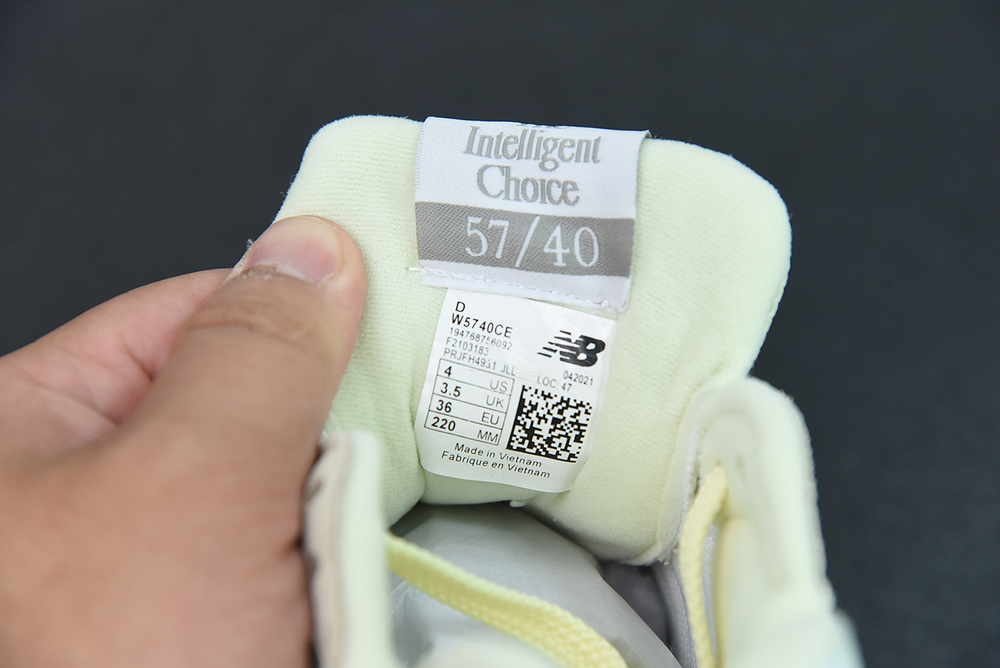 Intelligent
Choice
57/40
D
W5740CE
194768756092
F2103183
PRJFH4931 JLL
NB
042021
LOC: 47
4 US
3.5 UK
36 EU
220 MM
Made in Vietnam
Fabrique en Vietnam